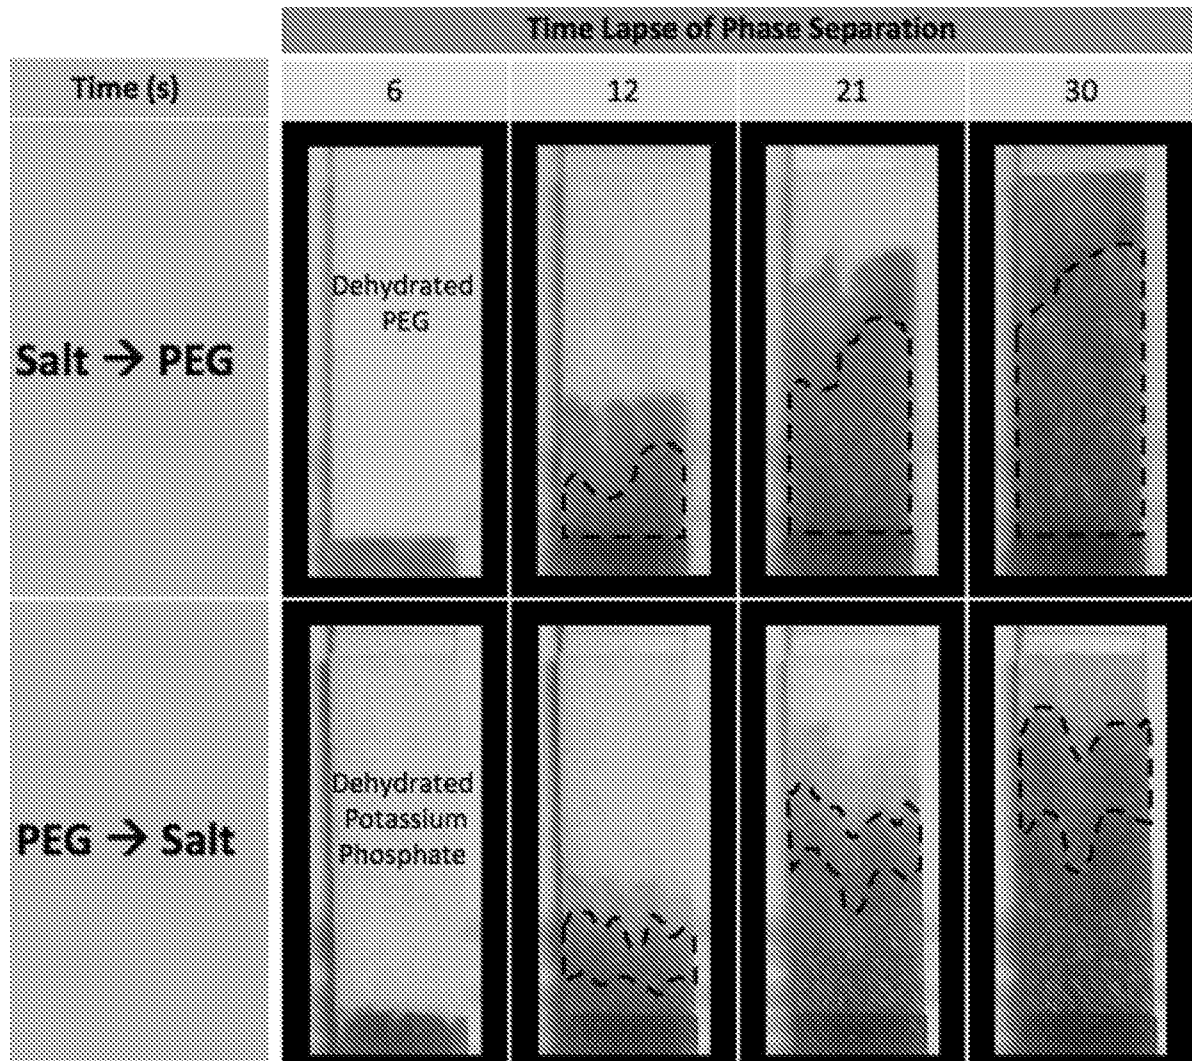 Time Lapse of Phase Separation
Time (s)
6
12
21
30
Salt → PEG
Dehydrated
PEG
PEG → Salt
Dehydrated
Potassium
Phosphate